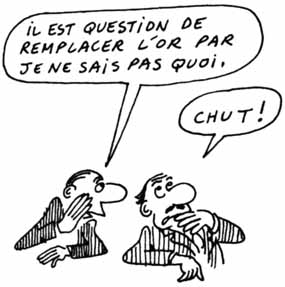 iL EST QUESTION DE
REMPLACER L'OR PAR
JE NE SAIS PAS QUOI.
CHUT !